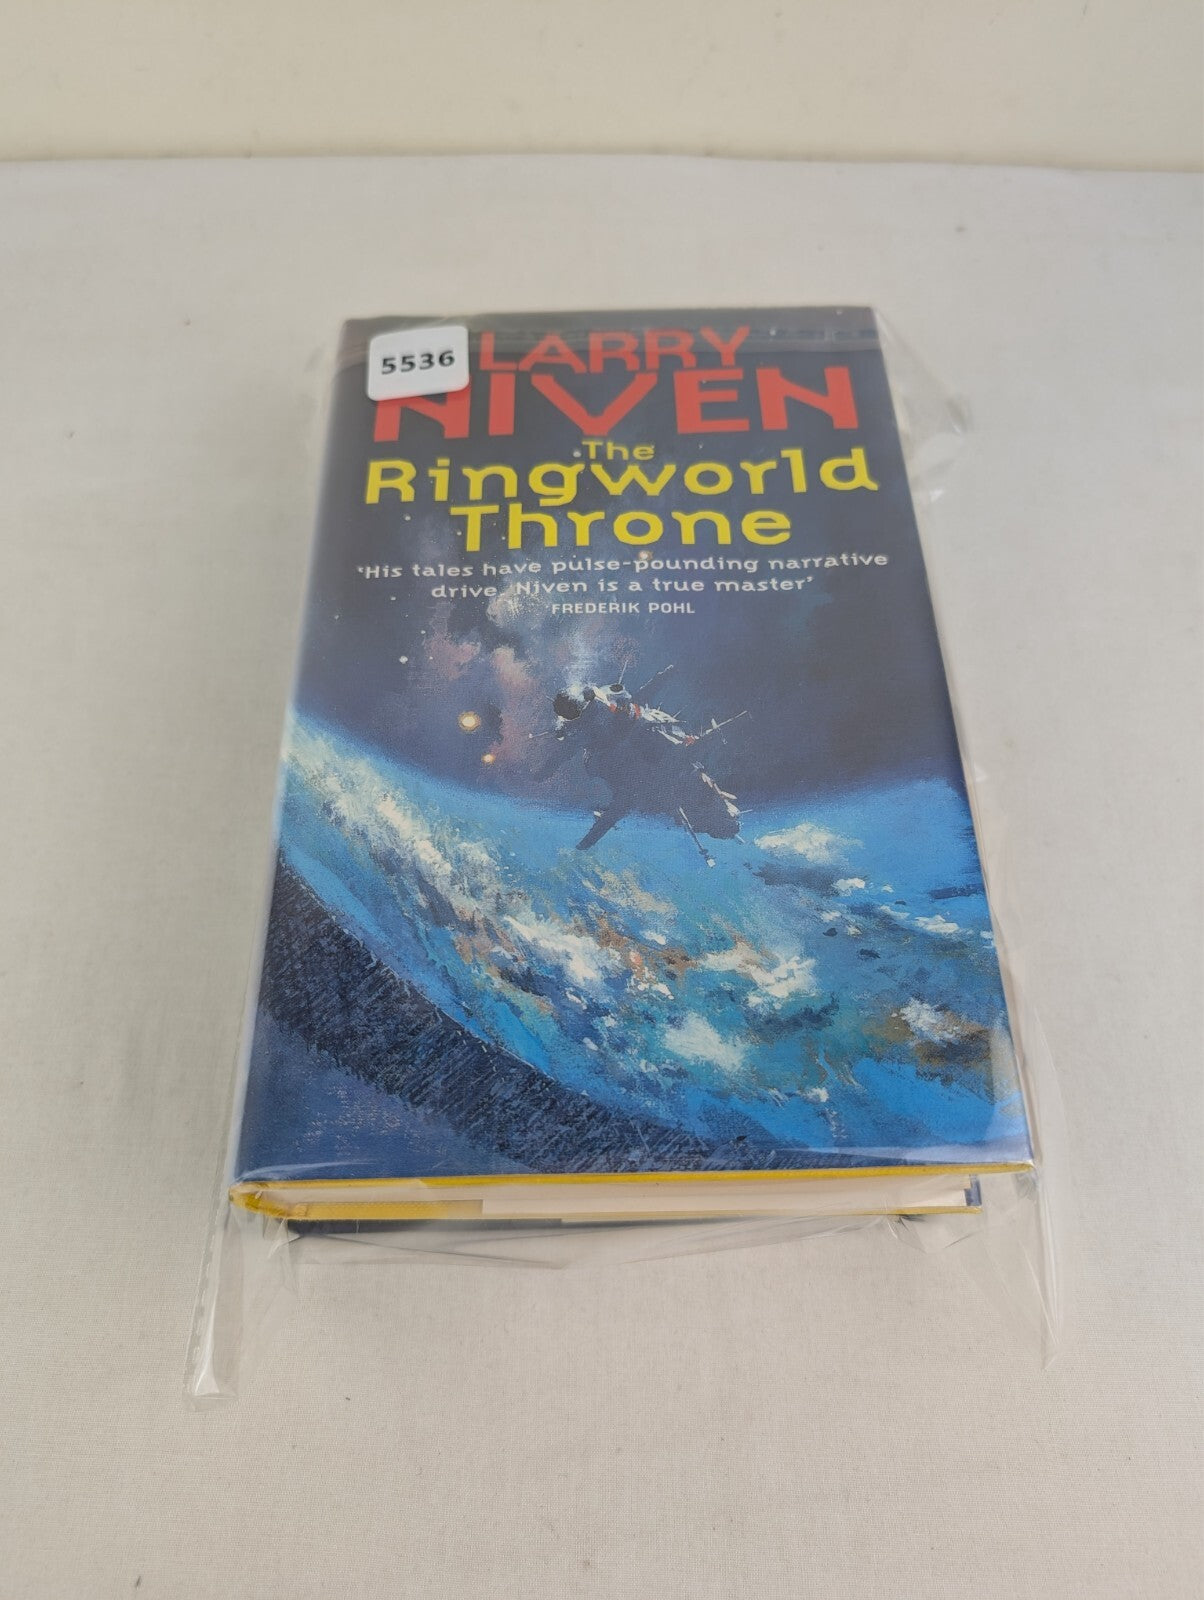 5536
LARRY
NIVEN
The
Ringworld
Throne
'His tales have pulse-pounding narrative
drive. Niven is a true master'
FREDERIK POHL